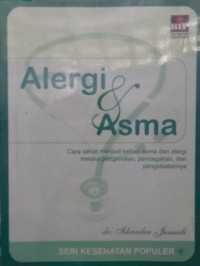 BIP
Alergi
&
Asma
Cara sehat menjadi bebas asma dan alergi
melalui pengenalan, pencegahan, dan
pengobatannya
dr. Iskandar Junaidi
SERI KESEHATAN POPULER